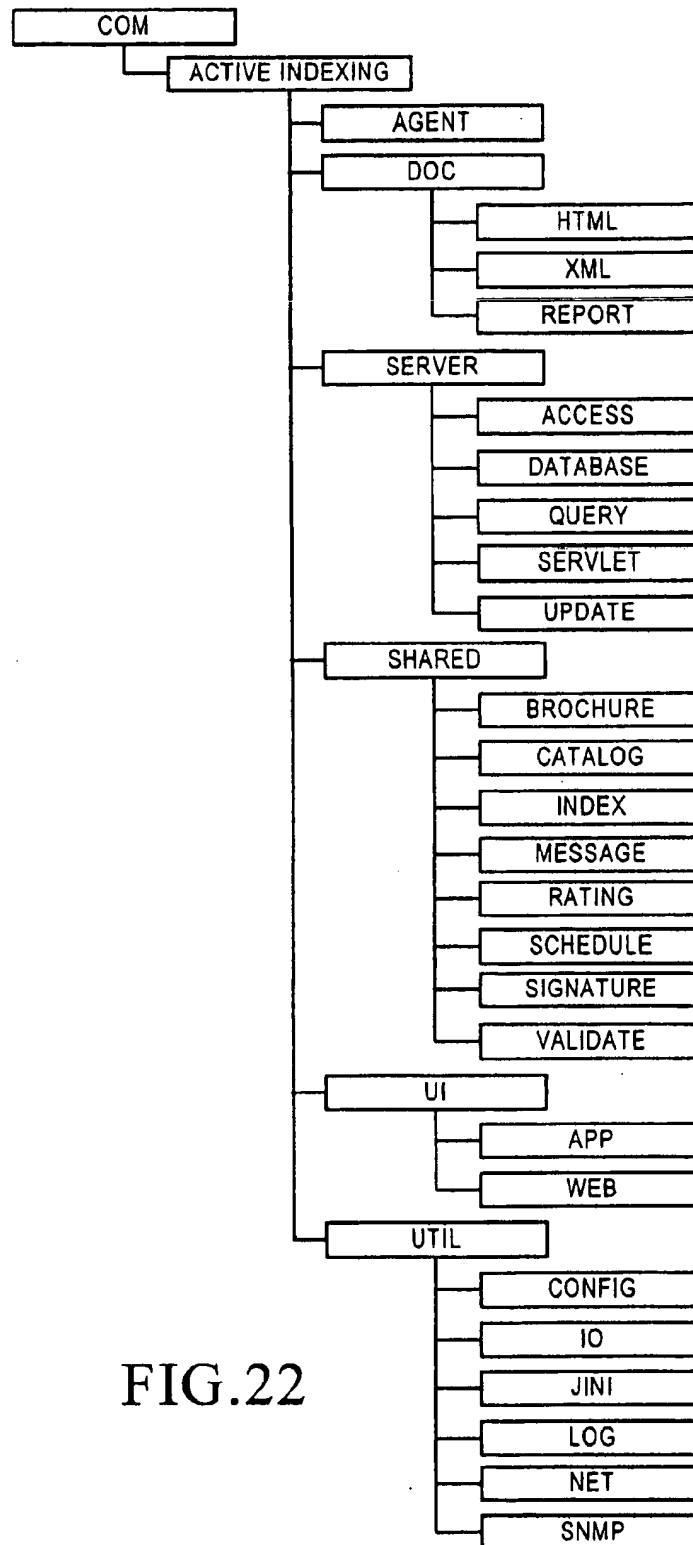 COM
ACTIVE INDEXING
AGENT
DOC
HTML
XML
REPORT
SERVER
ACCESS
DATABASE
QUERY
SERVLET
UPDATE
SHARED
BROCHURE
CATALOG
INDEX
MESSAGE
RATING
SCHEDULE
SIGNATURE
VALIDATE
UI
APP
WEB
UTIL
CONFIG
IO
JINI
LOG
NET
SNMP
FIG.22